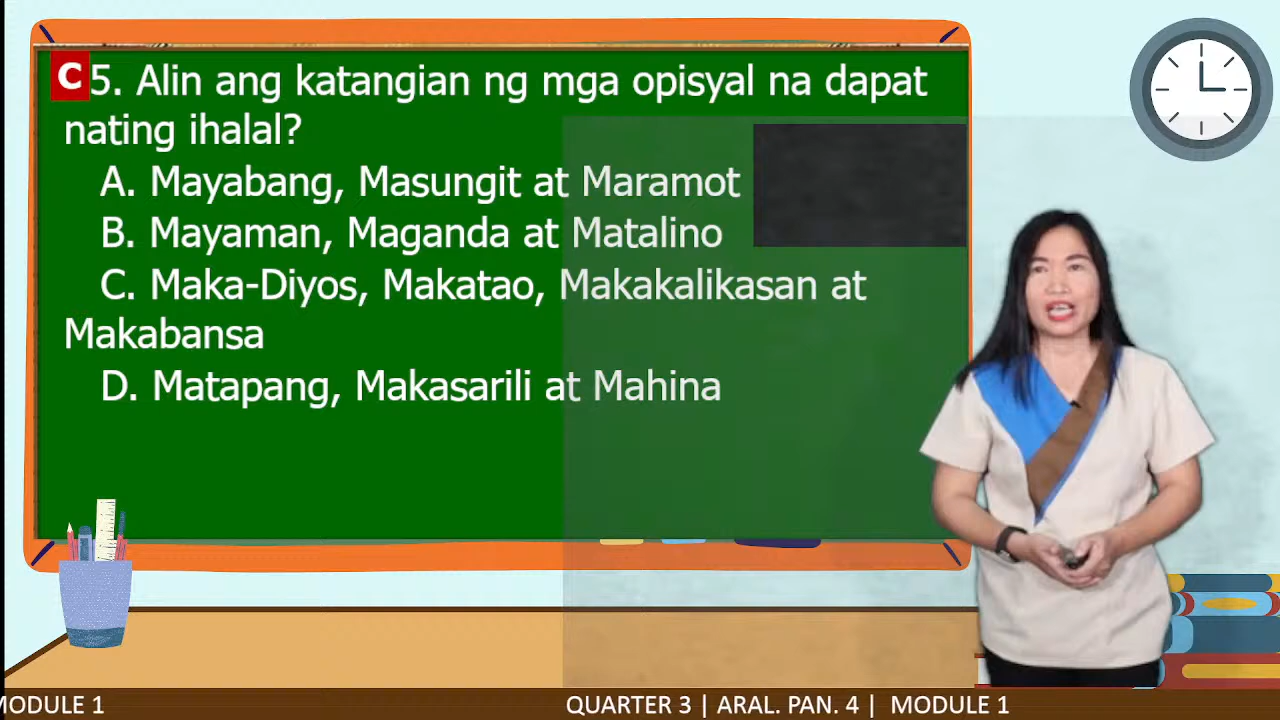 C 5. Alin ang katangian ng mga opisyal na dapat
nating ihalal?
A. Mayabang, Masungit at Maramot
B. Mayaman, Maganda at Matalino
C. Maka-Diyos, Makatao, Makakalikasan at
Makabansa
D. Matapang, Makasarili at Mahina
MODULE 1 QUARTER 3 | ARAL. PAN. 4 | MODULE 1